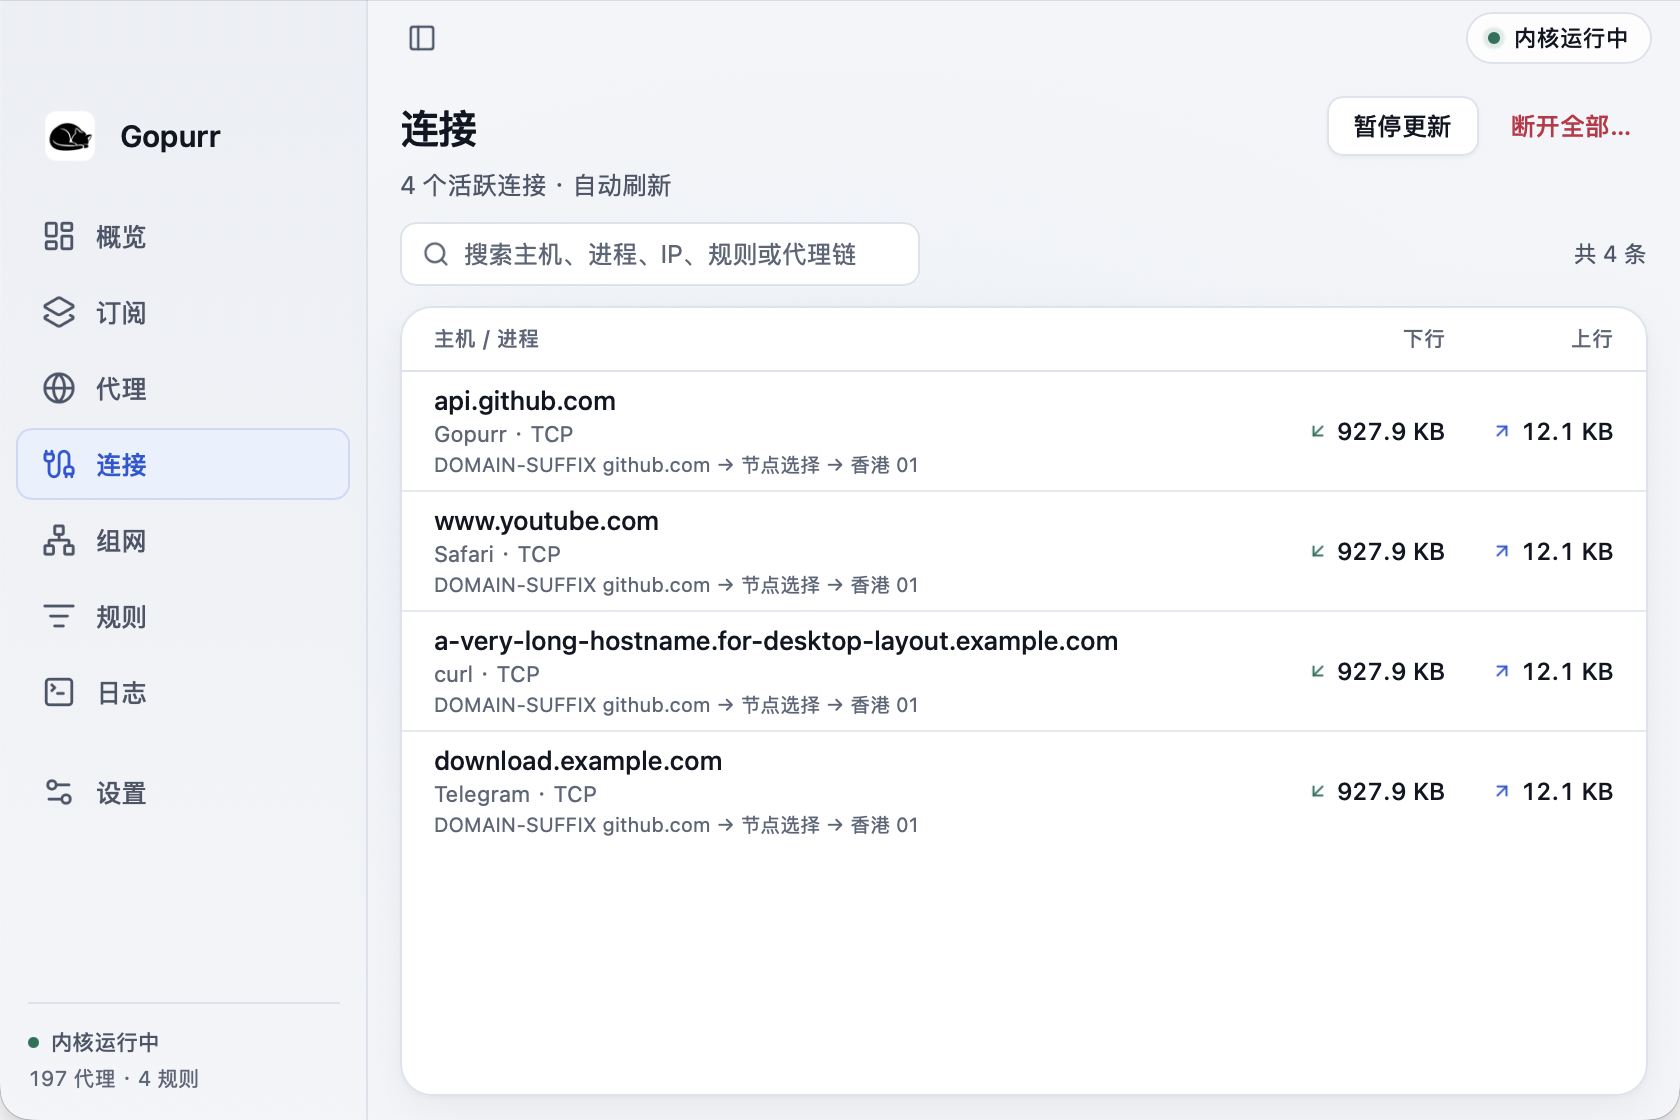 内核运行中
Gopurr
概览
订阅
代理
连接
组网
规则
日志
设置
内核运行中
197 代理 · 4 规则
连接
暂停更新
断开全部...
4 个活跃连接 · 自动刷新
搜索主机、进程、IP、规则或代理链
共 4 条
主机 / 进程 下行 上行
api.github.com
Gopurr · TCP
DOMAIN-SUFFIX github.com → 节点选择 → 香港 01
↙ 927.9 KB ↗ 12.1 KB
www.youtube.com
Safari · TCP
DOMAIN-SUFFIX github.com → 节点选择 → 香港 01
↙ 927.9 KB ↗ 12.1 KB
a-very-long-hostname.for-desktop-layout.example.com
curl · TCP
DOMAIN-SUFFIX github.com → 节点选择 → 香港 01
↙ 927.9 KB ↗ 12.1 KB
download.example.com
Telegram · TCP
DOMAIN-SUFFIX github.com → 节点选择 → 香港 01
↙ 927.9 KB ↗ 12.1 KB